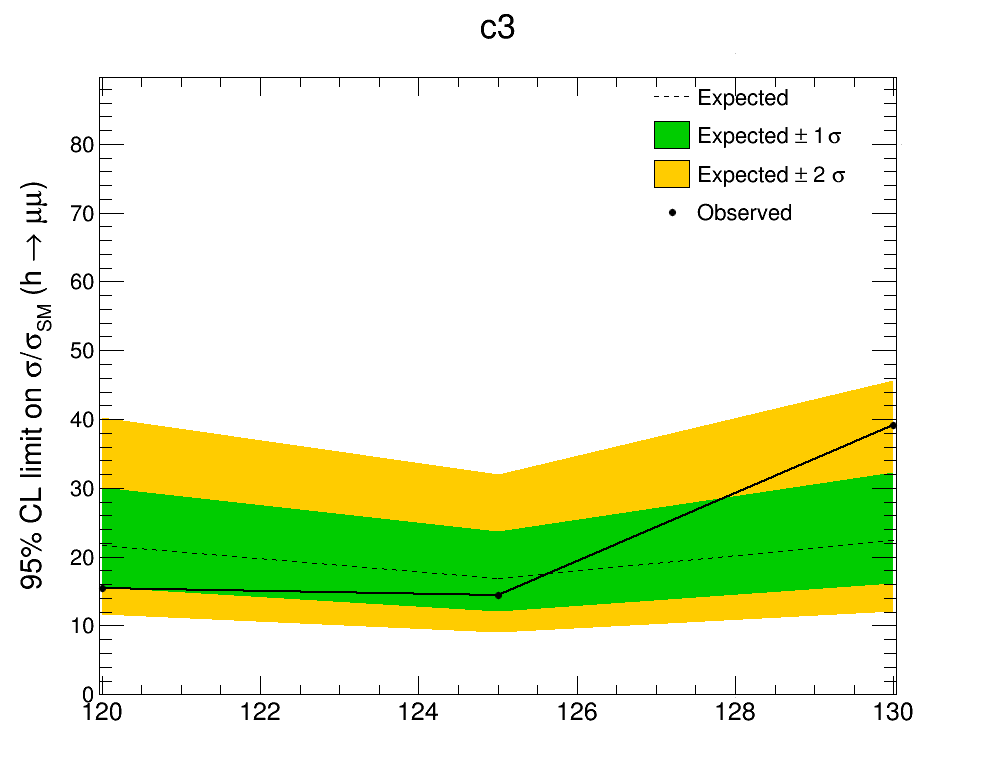 c3
Expected
Expected ± 1 σ
Expected ± 2 σ
Observed
95% CL limit on σ/σSM (h → μμ)
80
70
60
50
40
30
20
10
0
120 122 124 126 128 130